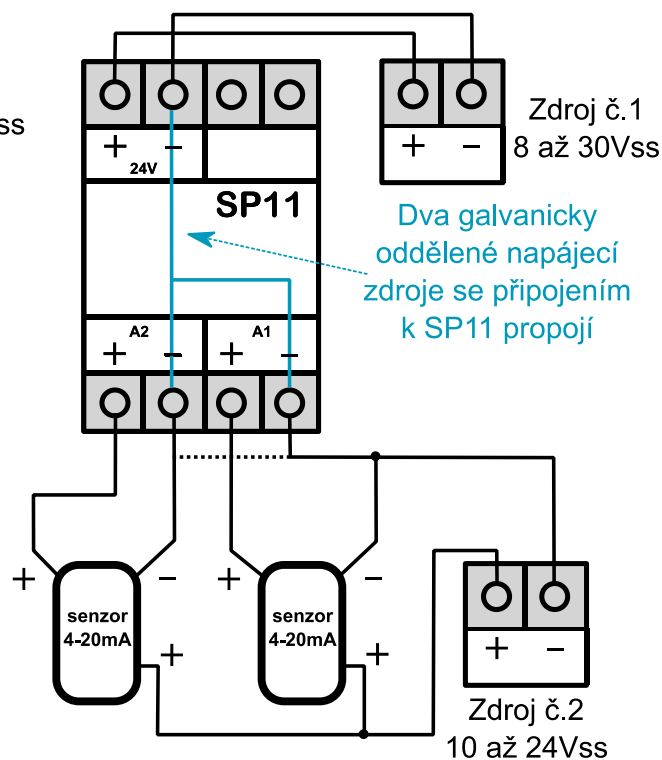 Zdroj č.1
8 až 30Vss
ss
+ − + −
24V
SP11
Dva galvanicky
oddělené napájecí
zdroje se připojením
k SP11 propojí
A2 A1
+ − + −
+ − + −
senzor
4-20mA
+
senzor
4-20mA
+
+ −
Zdroj č.2
10 až 24Vss